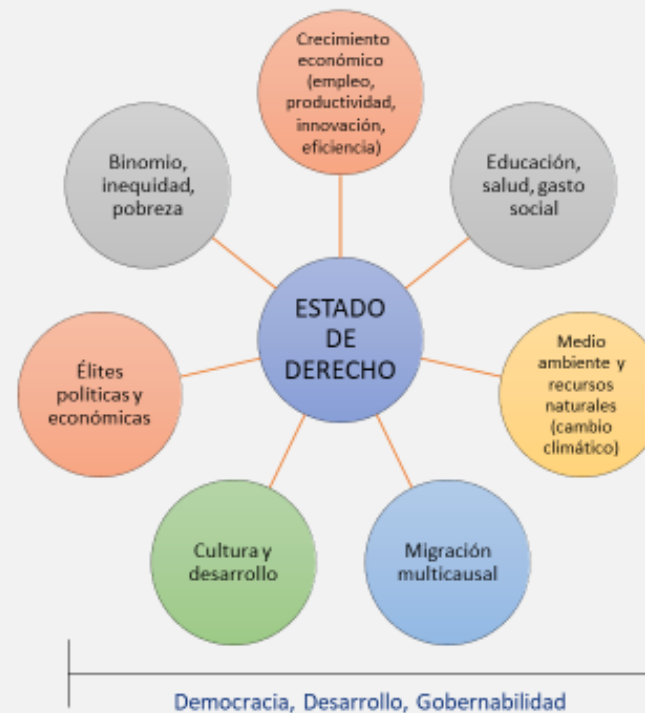 Crecimiento
económico
(empleo,
productividad,
innovación,
eficiencia)
Binomio,
inequidad,
pobreza
Educación,
salud, gasto
social
ESTADO
DE
DERECHO
Élites
políticas y
económicas
Medio
ambiente y
recursos
naturales
(cambio
climático)
Cultura y
desarrollo
Migración
multicausal
Democracia, Desarrollo, Gobernabilidad